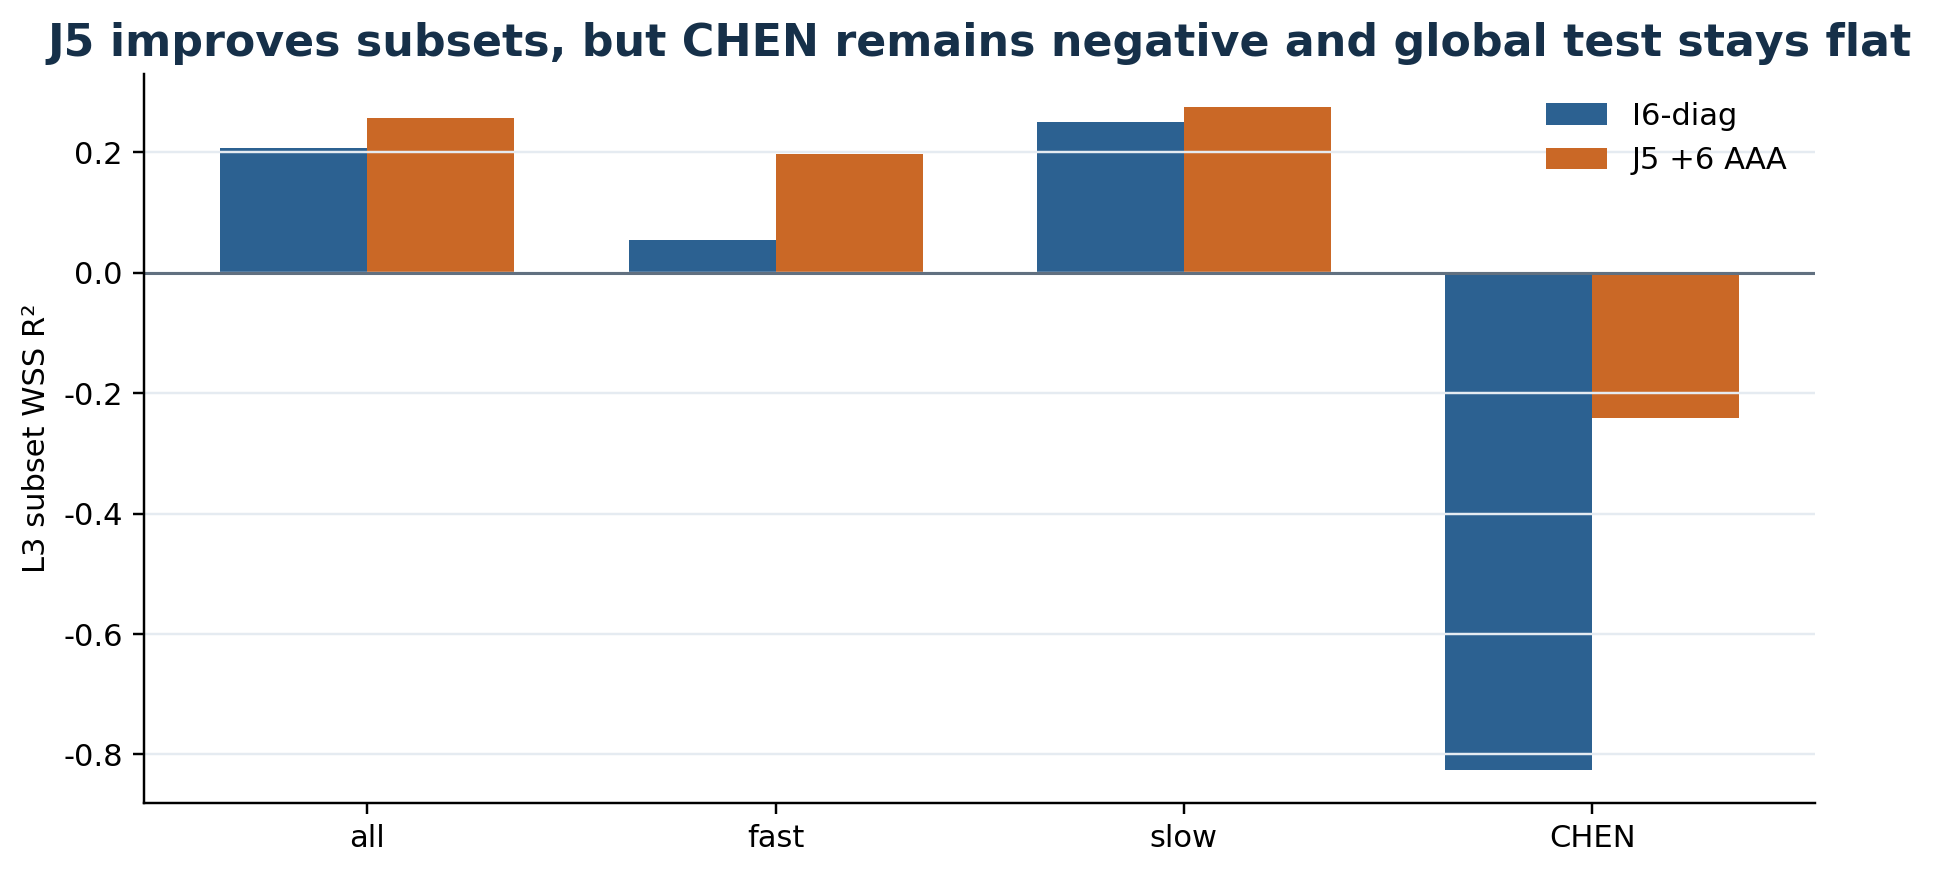 J5 improves subsets, but CHEN remains negative and global test stays flat
I6-diag
J5 +6 AAA
L3 subset WSS R²
0.2
0.0
-0.2
-0.4
-0.6
-0.8
all
fast
slow
CHEN